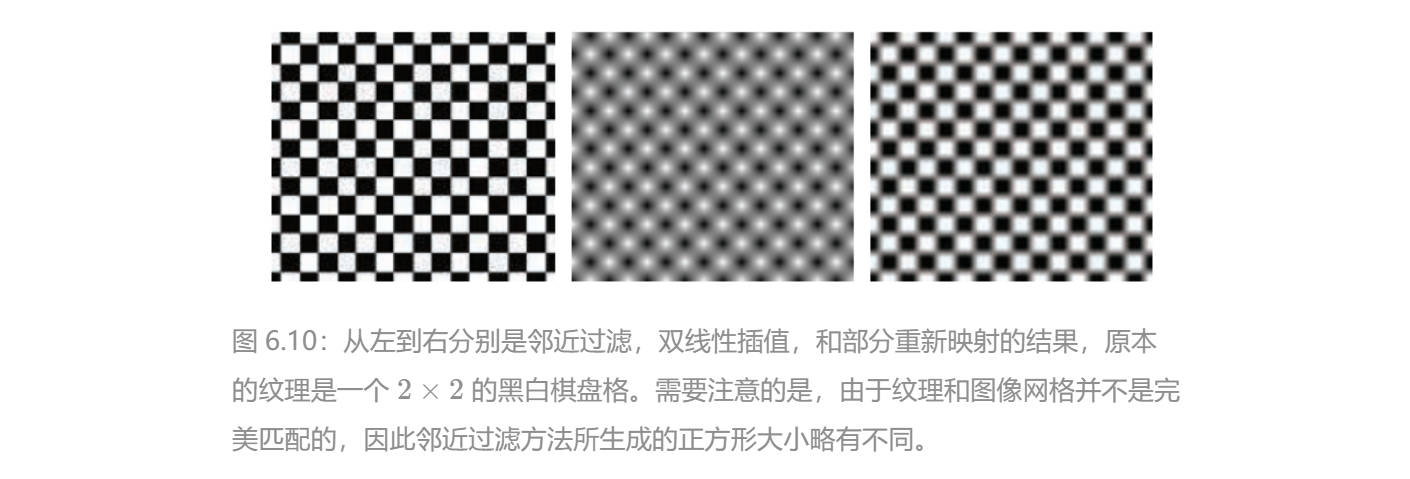 图 6.10：从左到右分别是邻近过滤，双线性插值，和部分重新映射的结果，原本
的纹理是一个 2 × 2 的黑白棋盘格。需要注意的是，由于纹理和图像网格并不是完
美匹配的，因此邻近过滤方法所生成的正方形大小略有不同。